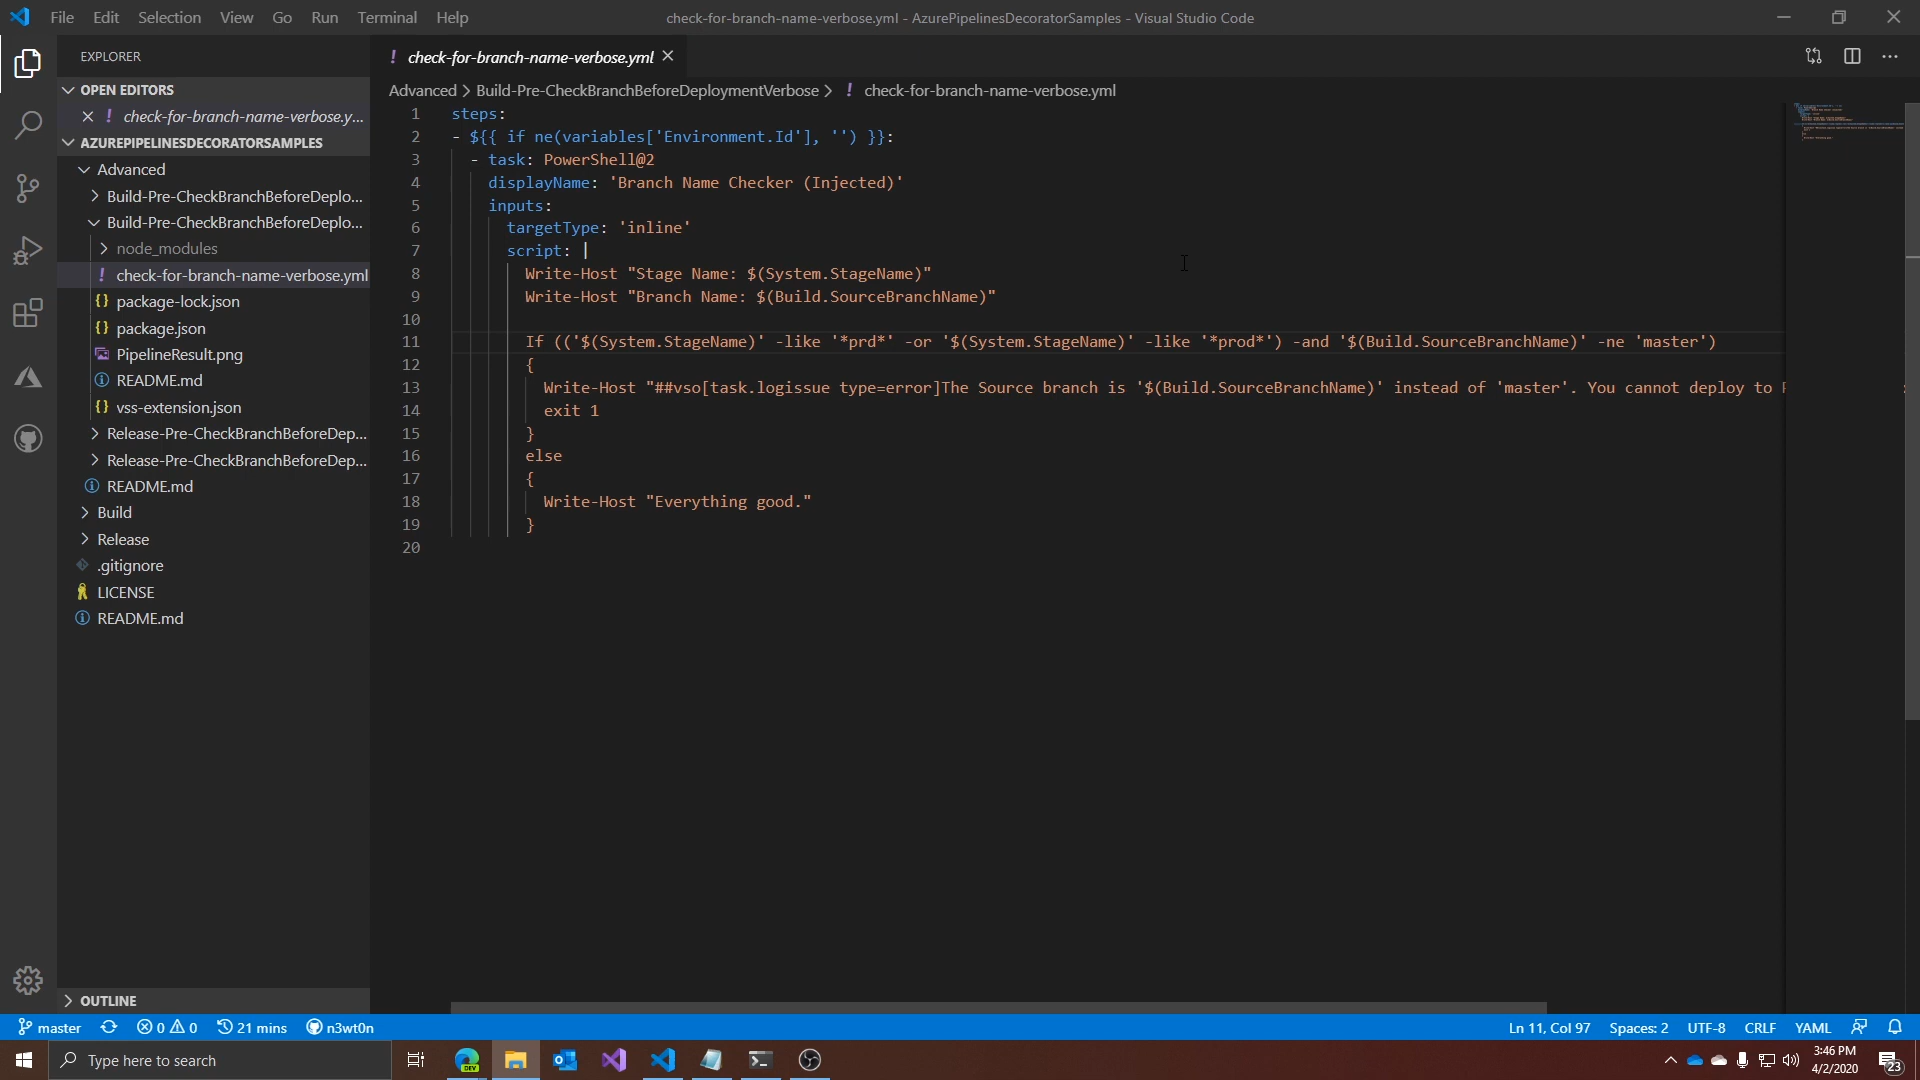 File Edit Selection View Go Run Terminal Help
check-for-branch-name-verbose.yml - AzurePipelinesDecoratorSamples - Visual Studio Code
EXPLORER
OPEN EDITORS
! check-for-branch-name-verbose.y...
AZUREPIPELINESDECORATORSAMPLES
Advanced
Build-Pre-CheckBranchBeforeDeplo...
Build-Pre-CheckBranchBeforeDeplo...
node_modules
! check-for-branch-name-verbose.yml
{} package-lock.json
{} package.json
PipelineResult.png
README.md
{} vss-extension.json
Release-Pre-CheckBranchBeforeDep...
Release-Pre-CheckBranchBeforeDep...
README.md
Build
Release
.gitignore
LICENSE
README.md
OUTLINE
! check-for-branch-name-verbose.yml
Advanced > Build-Pre-CheckBranchBeforeDeploymentVerbose > ! check-for-branch-name-verbose.yml
1 steps:
2 - ${{ if ne(variables['Environment.Id'], '') }}:
3 - task: PowerShell@2
4 displayName: 'Branch Name Checker (Injected)'
5 inputs:
6 targetType: 'inline'
7 script: |
8 Write-Host "Stage Name: $(System.StageName)"
9 Write-Host "Branch Name: $(Build.SourceBranchName)"
10
11 If (('$(System.StageName)' -like '*prd*' -or '$(System.StageName)' -like '*prod*') -and '$(Build.SourceBranchName)' -ne 'master')
12 {
13 Write-Host "##vso[task.logissue type=error]The Source branch is '$(Build.SourceBranchName)' instead of 'master'. You cannot deploy to
14 exit 1
15 }
16 else
17 {
18 Write-Host "Everything good."
19 }
20
master 0 0 21 mins n3wt0n
Ln 11, Col 97 Spaces: 2 UTF-8 CRLF YAML
Type here to search
DEV
3:46 PM
4/2/2020
23